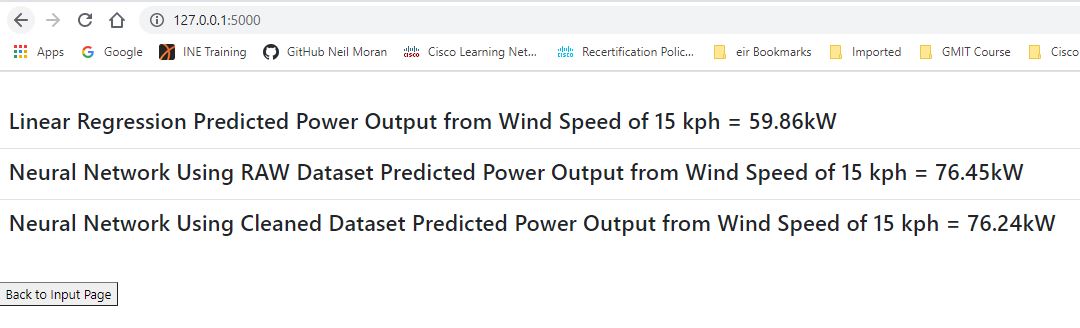 127.0.0.1:5000
Apps Google INE Training GitHub Neil Moran Cisco Learning Net... Recertification Polic... eir Bookmarks Imported GMIT Course Cisco
Linear Regression Predicted Power Output from Wind Speed of 15 kph = 59.86kW
Neural Network Using RAW Dataset Predicted Power Output from Wind Speed of 15 kph = 76.45kW
Neural Network Using Cleaned Dataset Predicted Power Output from Wind Speed of 15 kph = 76.24kW
Back to Input Page